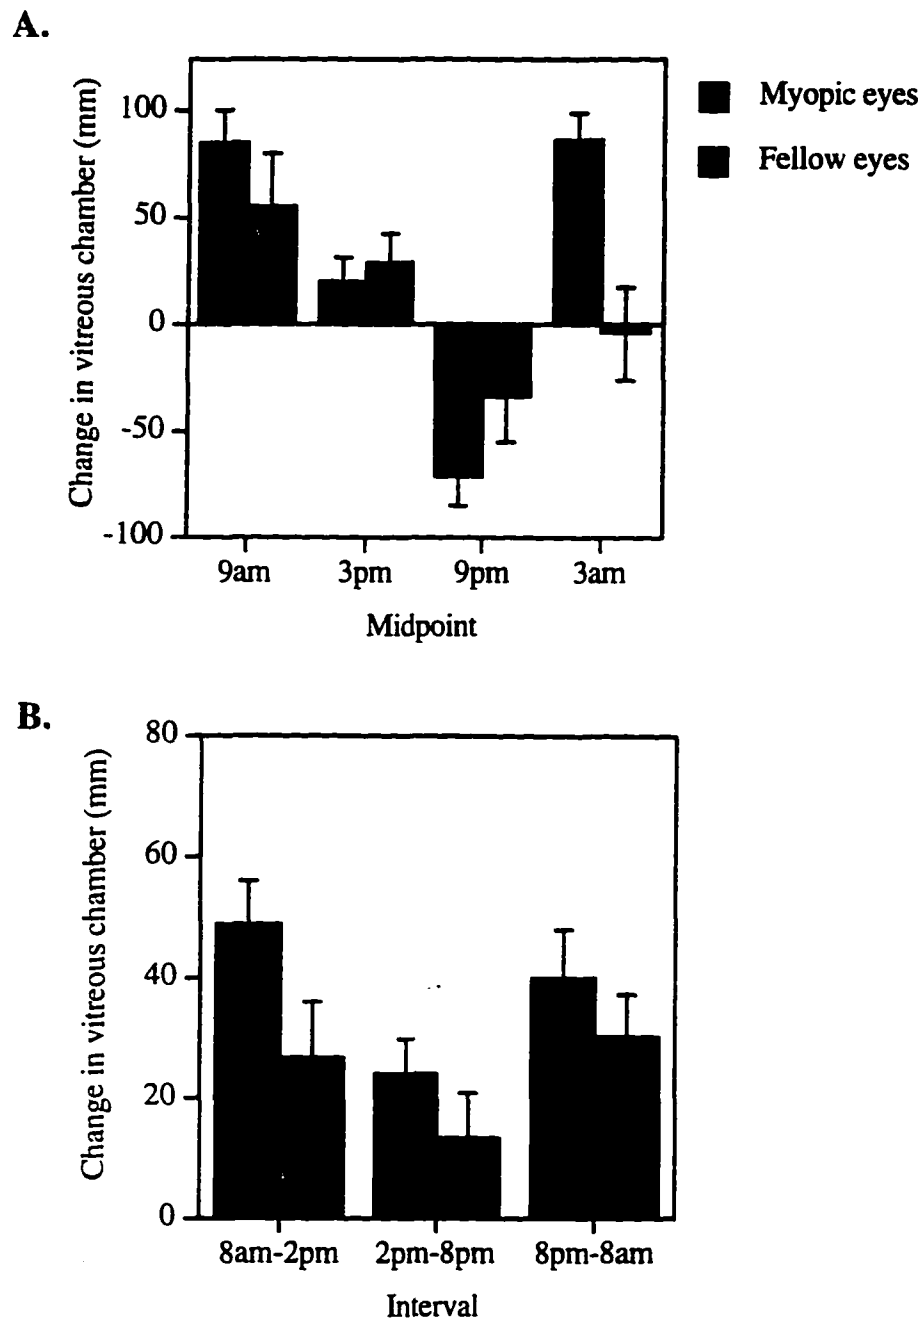 A.
Change in vitreous chamber (mm)
100
50
0
-50
-100
9am 3pm 9pm 3am
Midpoint
Myopic eyes
Fellow eyes
B.
Change in vitreous chamber (mm)
80
60
40
20
0
8am-2pm 2pm-8pm 8pm-8am
Interval